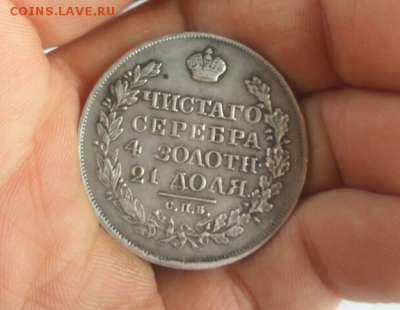 COINS.LAVE.RU
ЧИСТАГО
СЕРЕБРА
4 ЗОЛОТН.
21 ДОЛЯ.
С.П.Б.